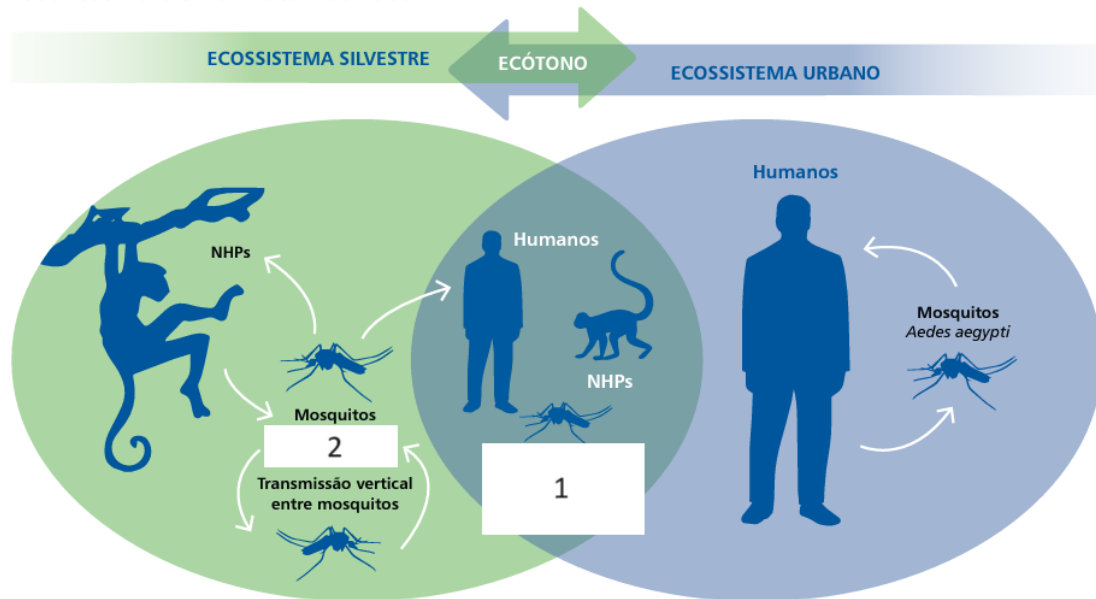 ECOSSISTEMA SILVESTRE
ECÓTONO
ECOSSISTEMA URBANO
NHPs
Mosquitos
2
Transmissão vertical
entre mosquitos
Humanos
NHPs
1
Humanos
Mosquitos
Aedes aegypti